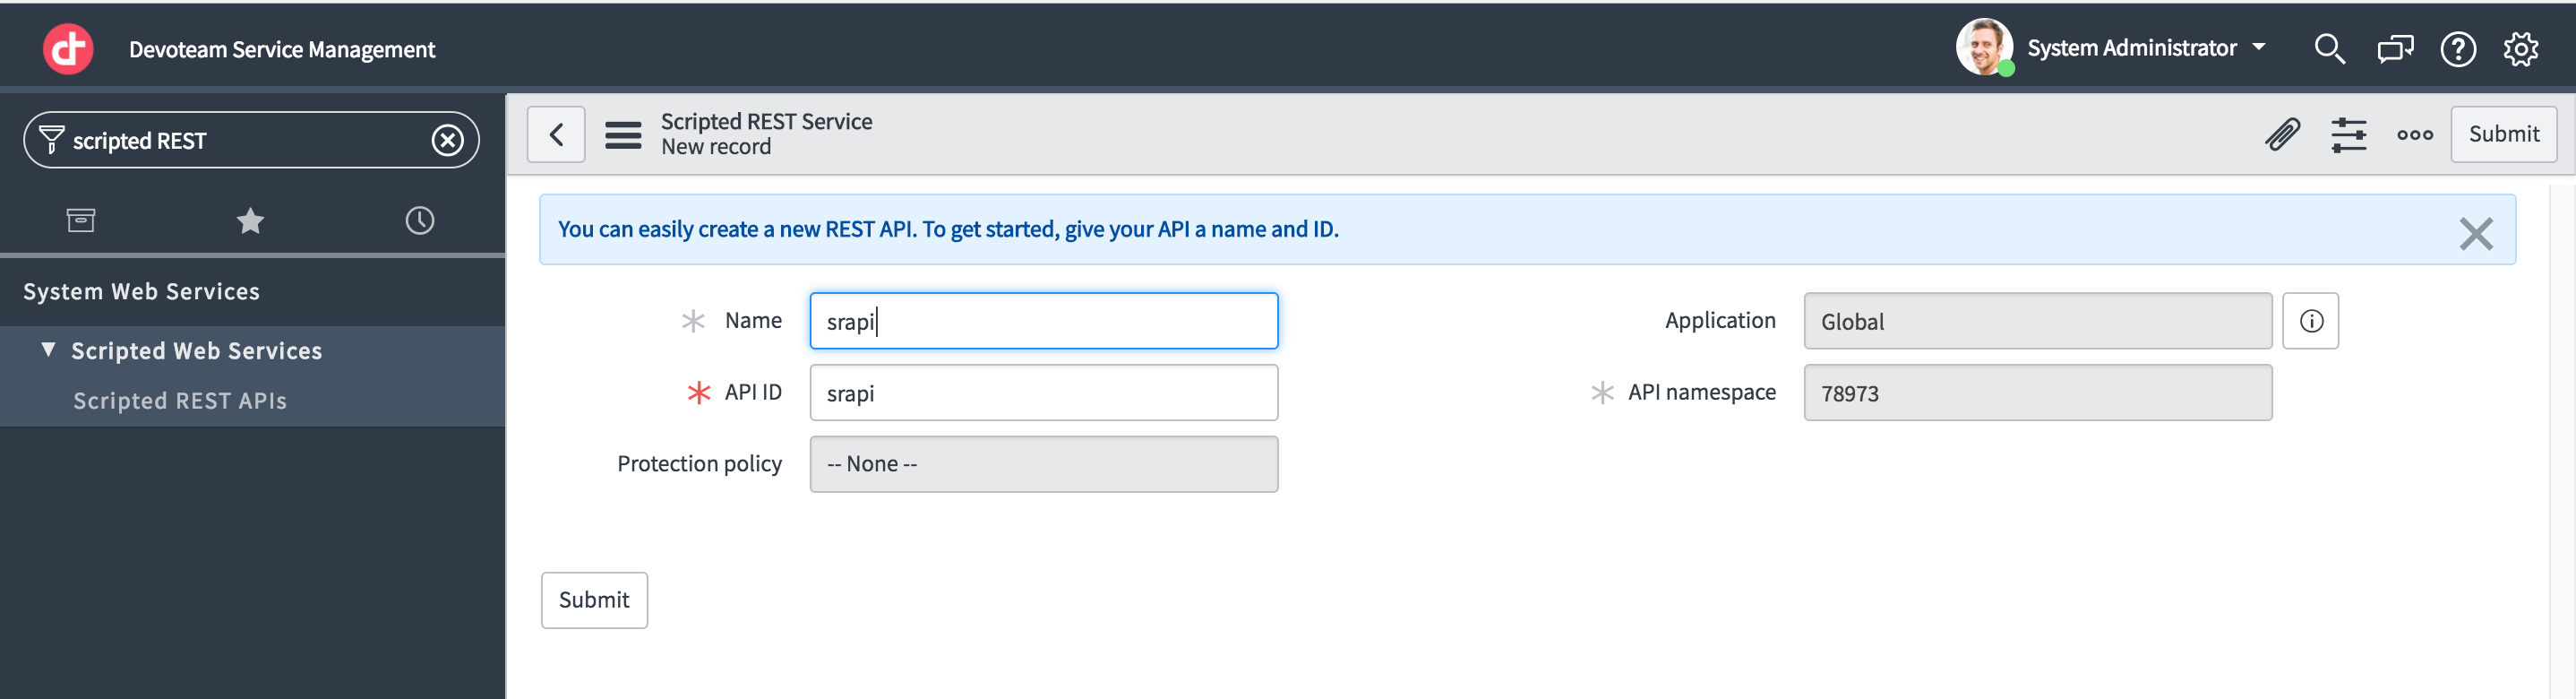 Devoteam Service Management
System Administrator
scripted REST
System Web Services
Scripted Web Services
Scripted REST APIs
Scripted REST Service
New record
Submit
You can easily create a new REST API. To get started, give your API a name and ID.
Name
srapi
Application
Global
API ID
srapi
API namespace
78973
Protection policy
-- None --
Submit